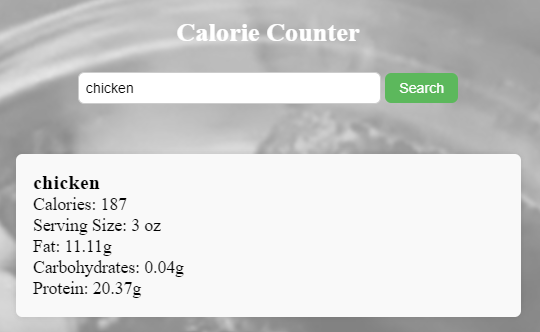 Calorie Counter
chicken Search
chicken
Calories: 187
Serving Size: 3 oz
Fat: 11.11g
Carbohydrates: 0.04g
Protein: 20.37g